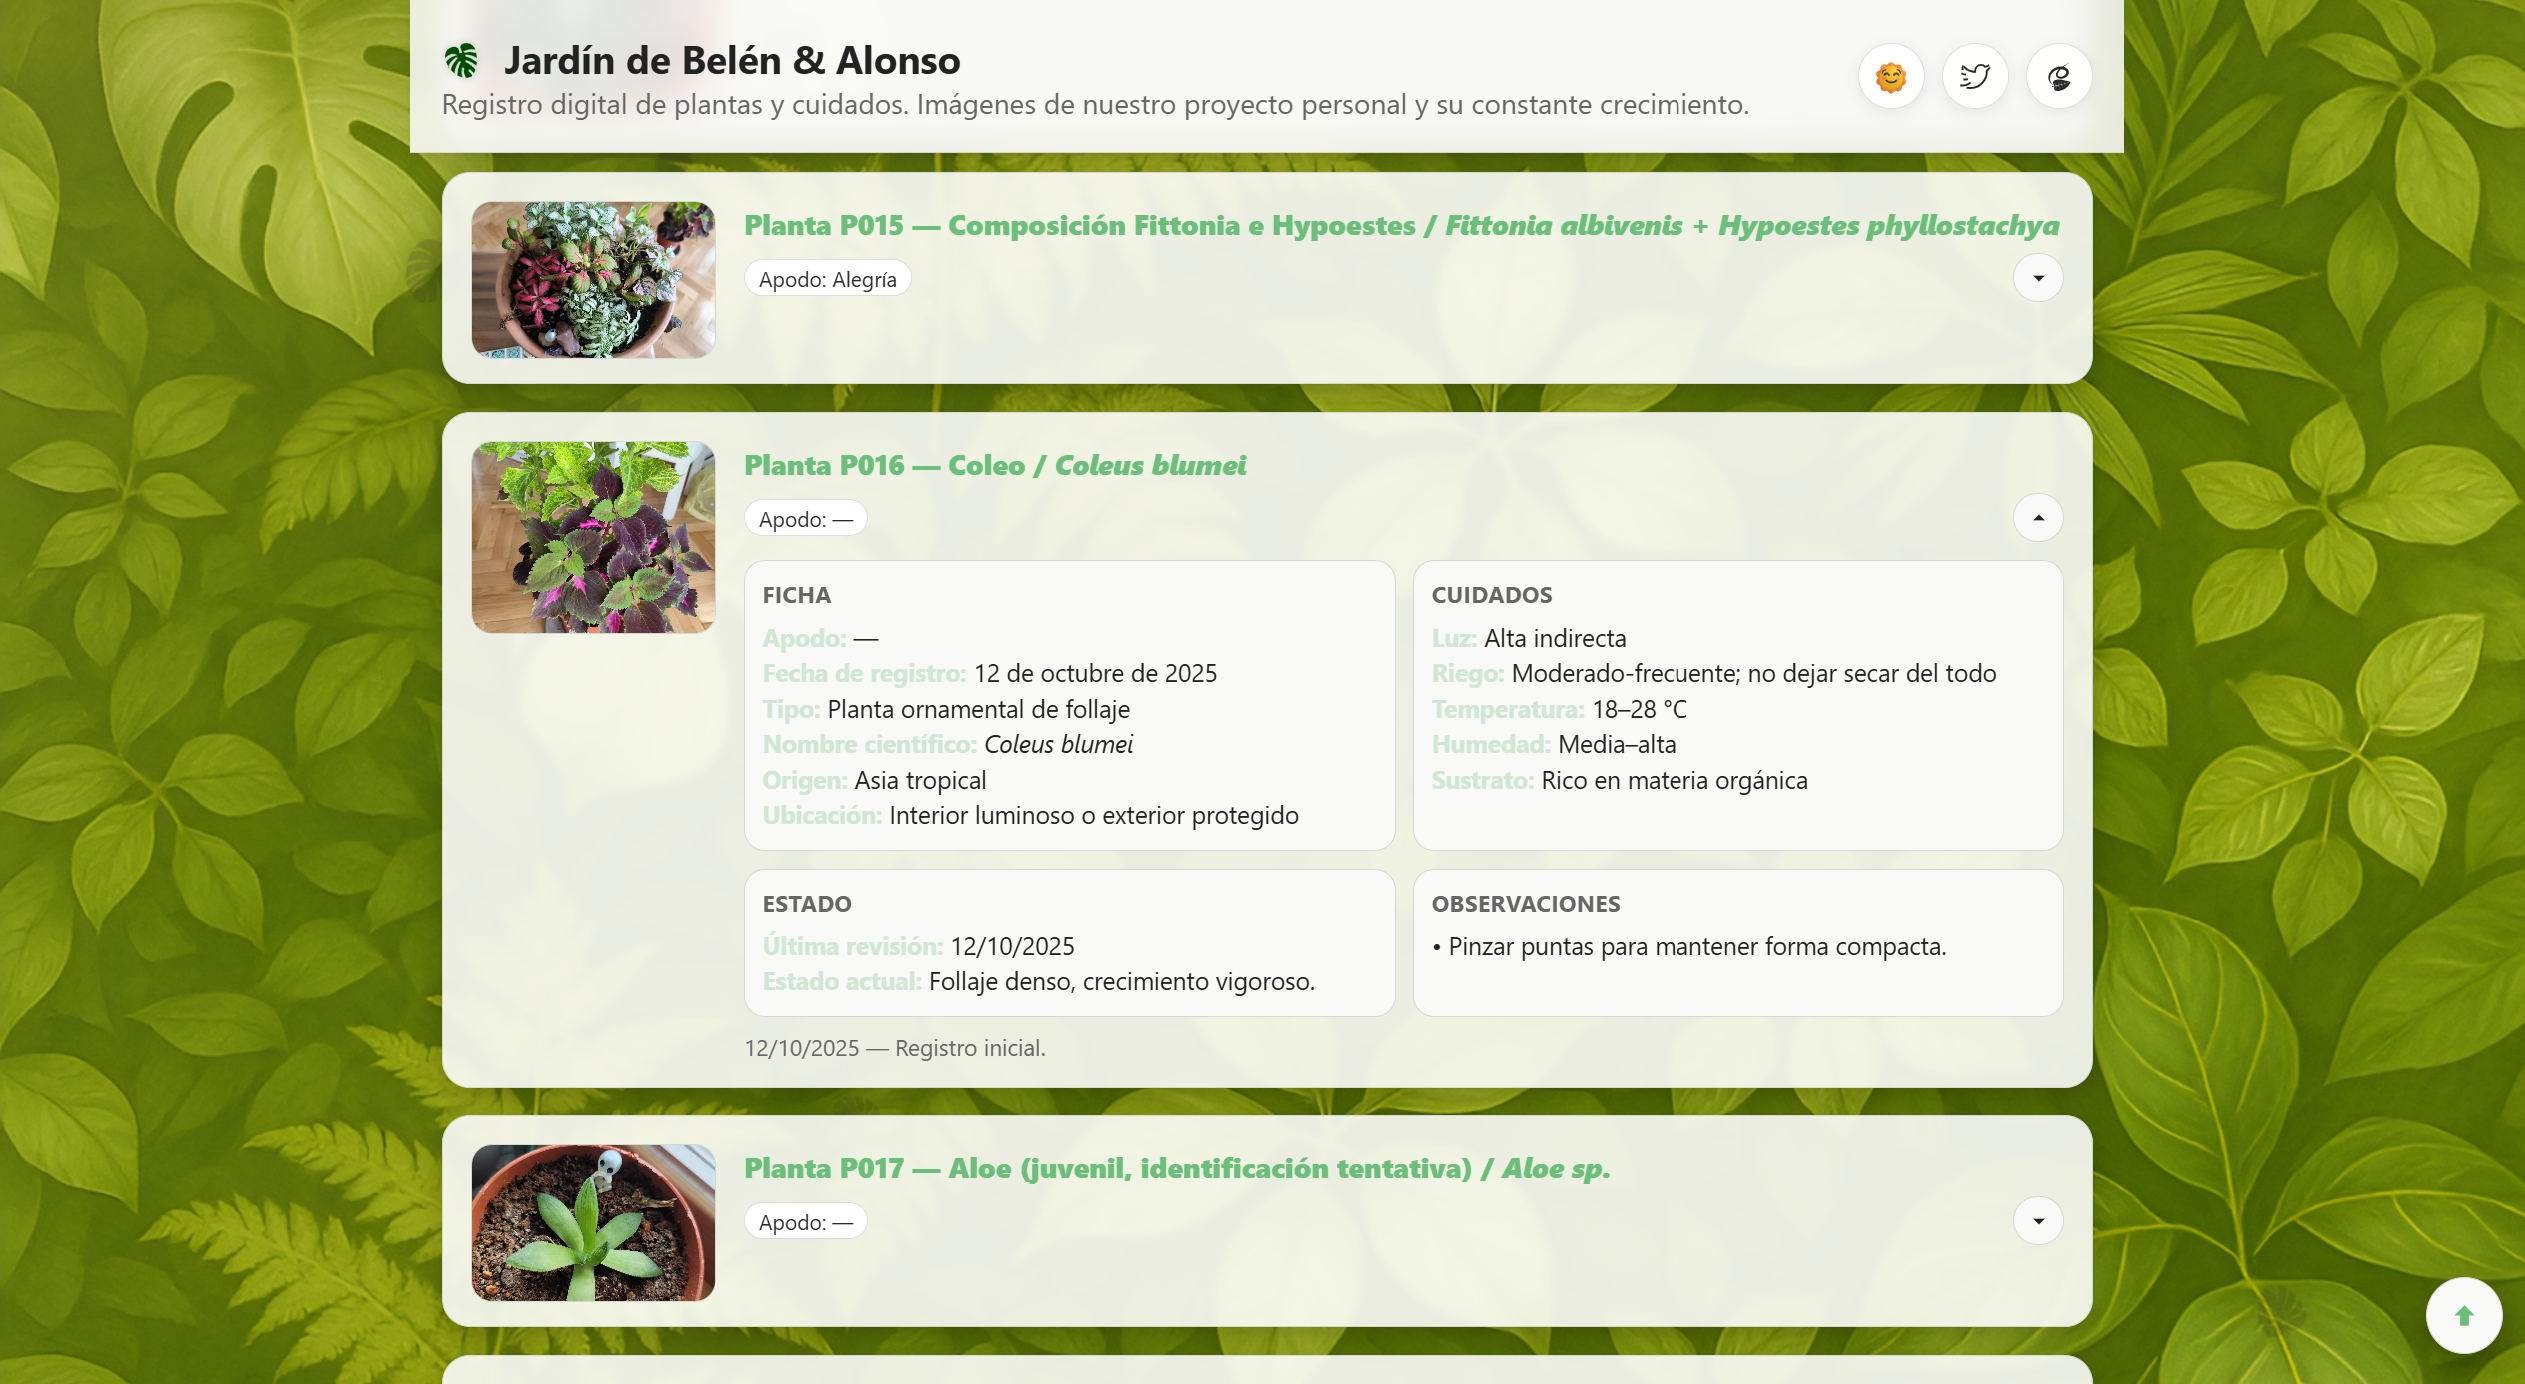 Jardín de Belén & Alonso
Registro digital de plantas y cuidados. Imágenes de nuestro proyecto personal y su constante crecimiento.
Planta P015 — Composición Fittonia e Hypoestes / Fittonia albivenis + Hypoestes phyllostachya
Apodo: Alegría
Planta P016 — Coleo / Coleus blumei
Apodo: —
FICHA
Apodo: —
Fecha de registro: 12 de octubre de 2025
Tipo: Planta ornamental de follaje
Nombre científico: Coleus blumei
Origen: Asia tropical
Ubicación: Interior luminoso o exterior protegido
CUIDADOS
Luz: Alta indirecta
Riego: Moderado-frecuente; no dejar secar del todo
Temperatura: 18–28 °C
Humedad: Media–alta
Sustrato: Rico en materia orgánica
ESTADO
Última revisión: 12/10/2025
Estado actual: Follaje denso, crecimiento vigoroso.
OBSERVACIONES
• Pinzar puntas para mantener forma compacta.
12/10/2025 — Registro inicial.
Planta P017 — Aloe (juvenil, identificación tentativa) / Aloe sp.
Apodo: —